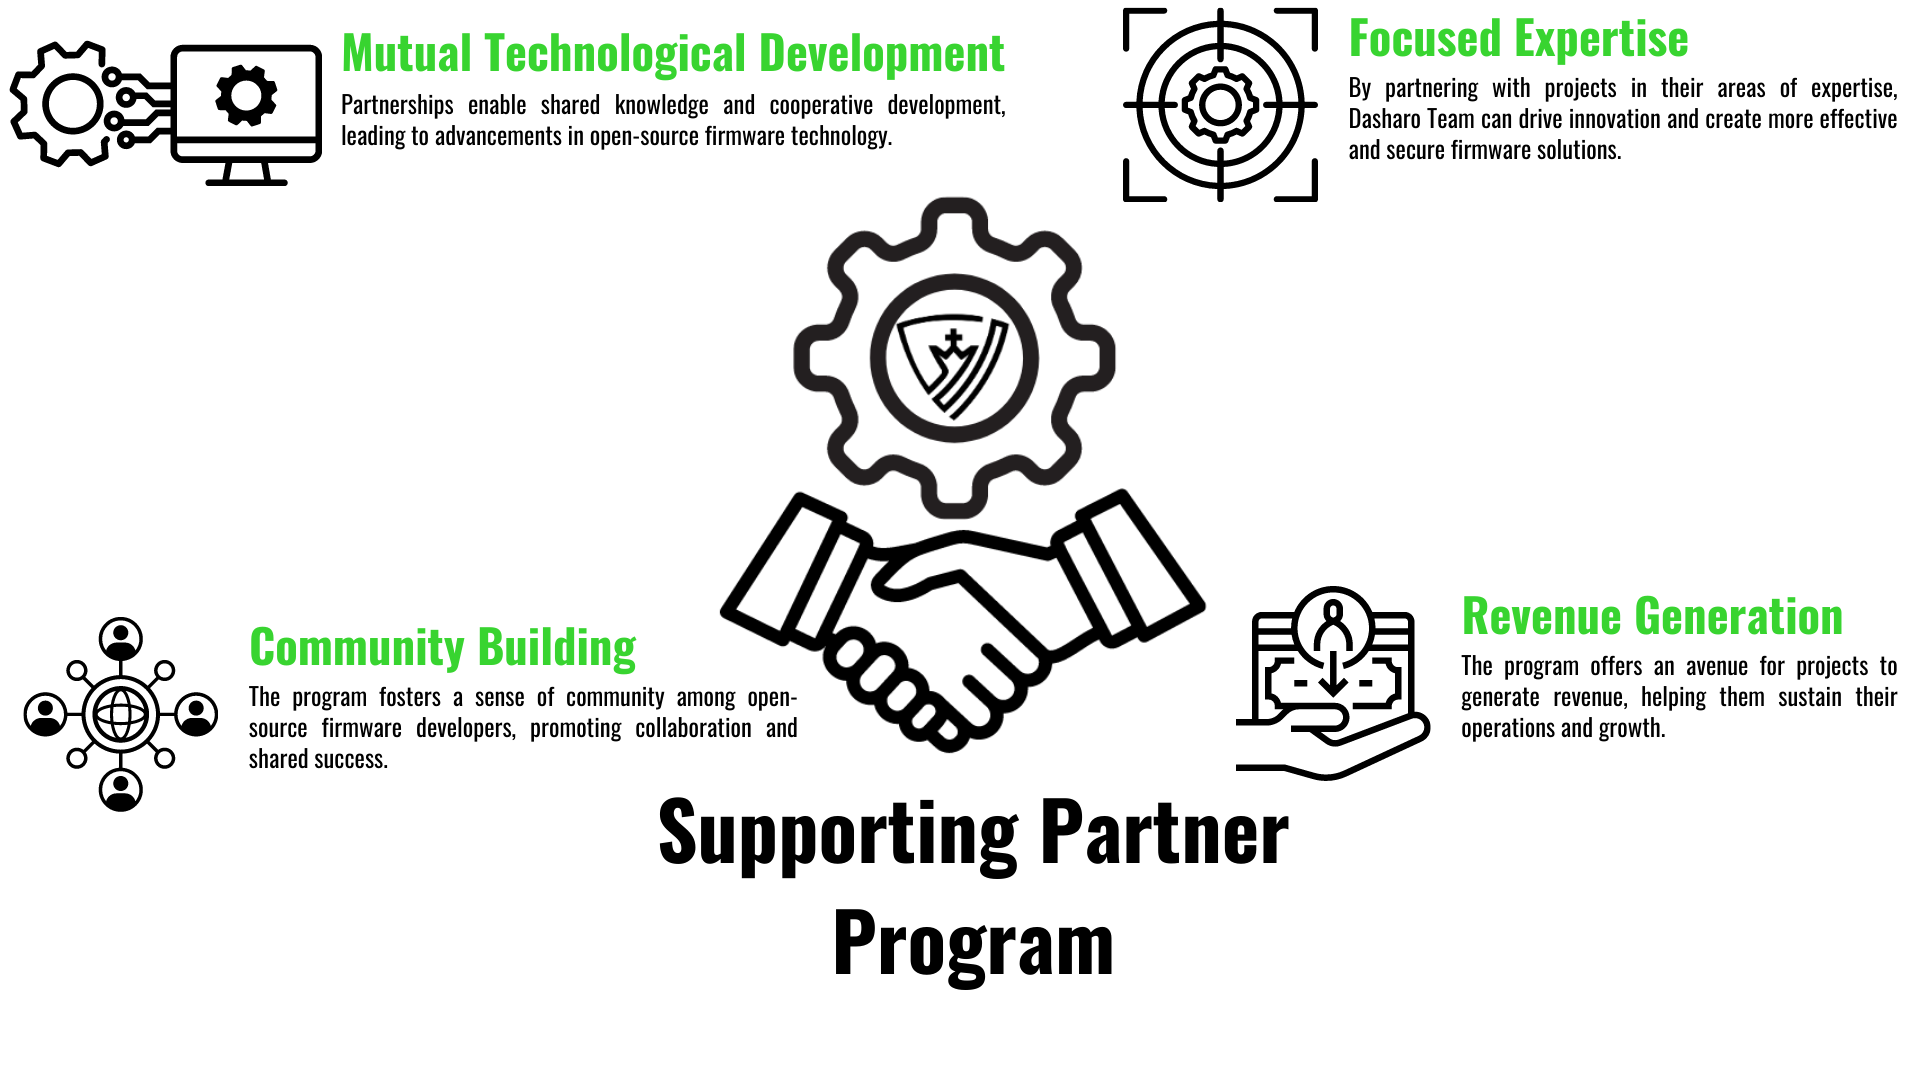 Mutual Technological Development
Partnerships enable shared knowledge and cooperative development,
leading to advancements in open-source firmware technology.
Focused Expertise
By partnering with projects in their areas of expertise,
Dasharo Team can drive innovation and create more effective
and secure firmware solutions.
Community Building
The program fosters a sense of community among open-
source firmware developers, promoting collaboration and
shared success.
Revenue Generation
The program offers an avenue for projects to
generate revenue, helping them sustain their
operations and growth.
Supporting Partner
Program